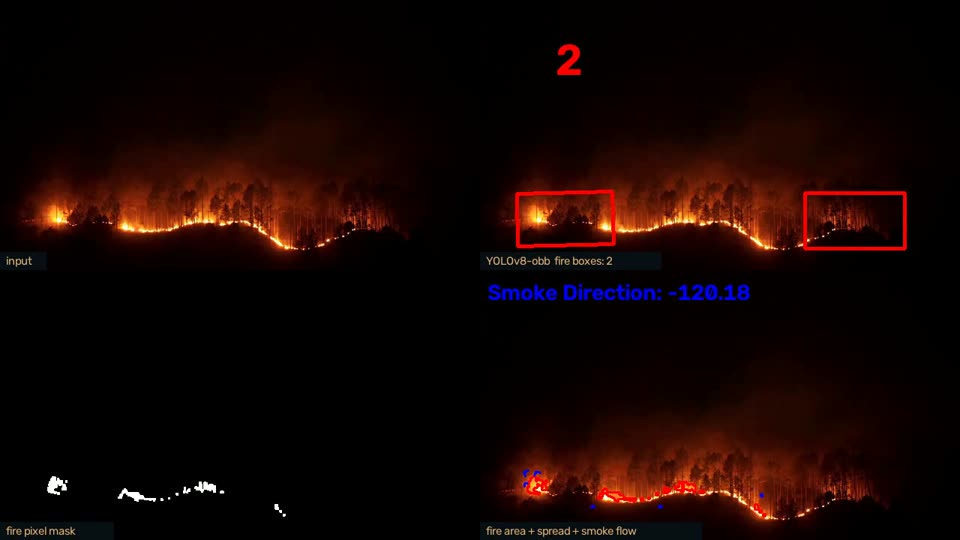 2
input
YOLOv8-obb fire boxes: 2
Smoke Direction: -120.18
fire pixel mask
fire area + spread + smoke flow